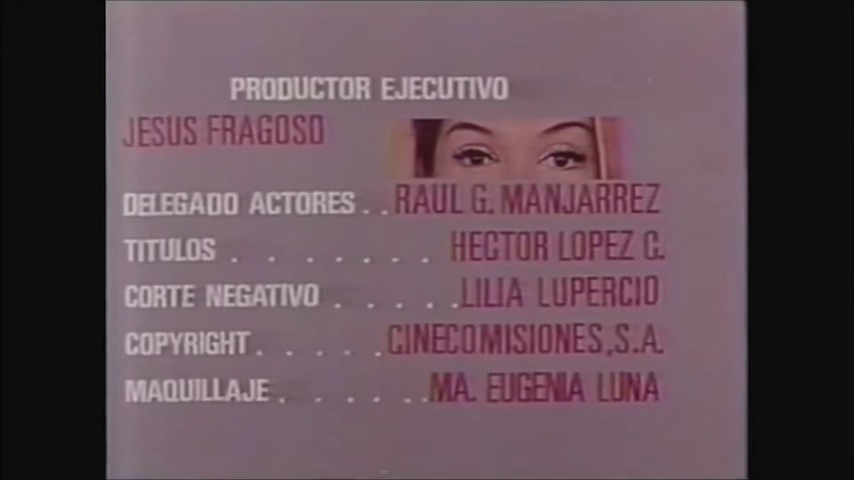 PRODUCTOR EJECUTIVO
JESUS FRAGOSO
DELEGADO ACTORES . . RAUL G. MANJARREZ
TITULOS . . . . . . . HECTOR LOPEZ C.
CORTE NEGATIVO . . . . . LILIA LUPERCIO
COPYRIGHT . . . . . CINECOMISIONES, S.A.
MAQUILLAJE . . . . . . MA. EUGENIA LUNA